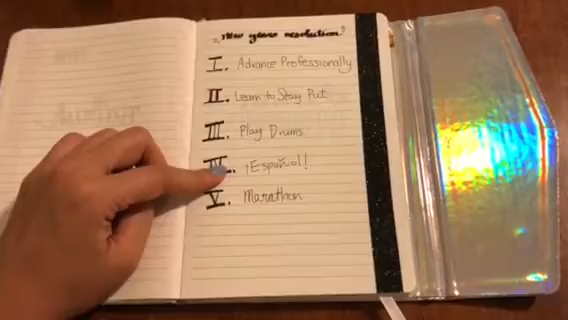 New years resolution
I. Advance Professionally
II. Learn to Stay Put
III. Play Drums
IV. ¡Español!
V. Marathon